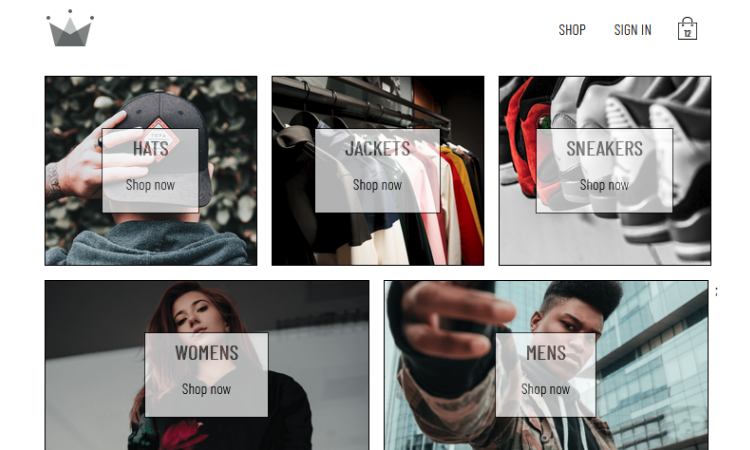 SHOP
SIGN IN
12
HATS
Shop now
JACKETS
Shop now
SNEAKERS
Shop now
;
WOMENS
Shop now
MENS
Shop now